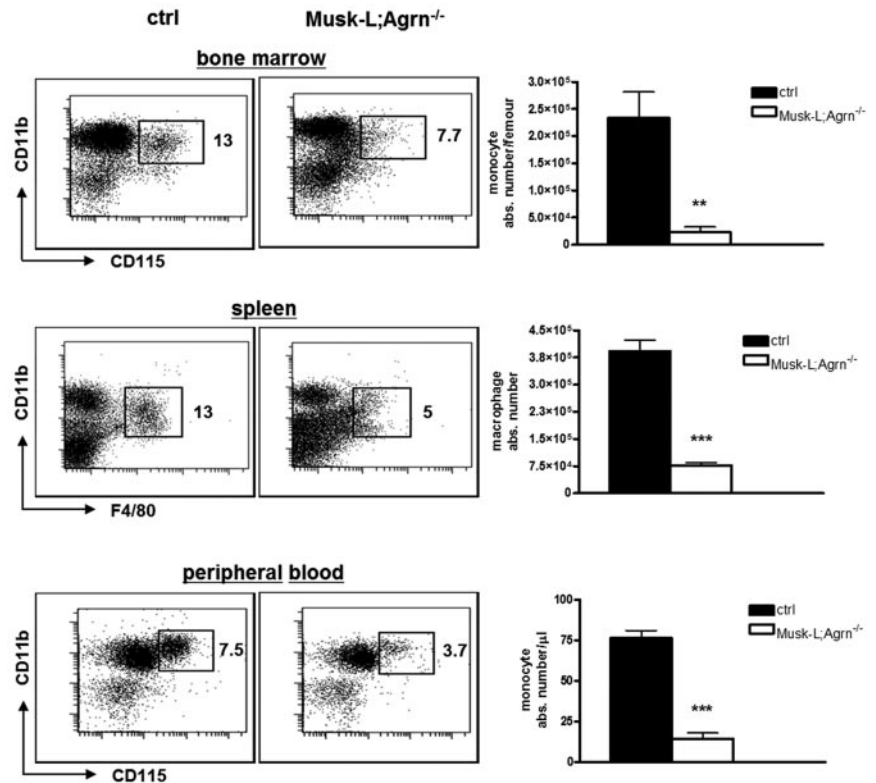 ctrl Musk-L;Agrn-/-
bone marrow
CD11b
13
7.7
CD115
monocyte
abs. number/femour
3.0×10⁵
2.5×10⁵
2.0×10⁵
1.5×10⁵
1.0×10⁵
5.0×10⁴
0
**
ctrl
Musk-L;Agrn-/-
spleen
CD11b
13
5
F4/80
macrophage
abs. number
4.5×10⁵
3.8×10⁵
3.0×10⁵
2.3×10⁵
1.5×10⁵
7.5×10⁴
0
***
ctrl
Musk-L;Agrn-/-
peripheral blood
CD11b
7.5
3.7
CD115
monocyte
abs. number/µl
100
75
50
25
0
***
ctrl
Musk-L;Agrn-/-